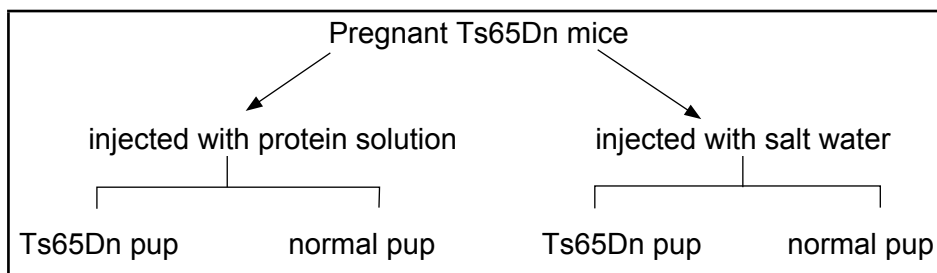 Pregnant Ts65Dn mice
injected with protein solution injected with salt water
Ts65Dn pup normal pup Ts65Dn pup normal pup